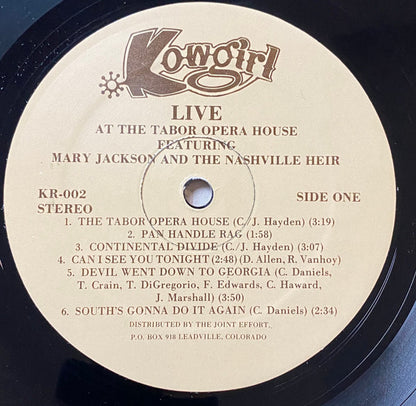 Kowgirl
LIVE
AT THE TABOR OPERA HOUSE
FEATURING
MARY JACKSON AND THE NASHVILLE HEIR
KR-002 SIDE ONE
STEREO
1. THE TABOR OPERA HOUSE (C./J. Hayden) (3:19)
2. PAN HANDLE RAG (1:58)
3. CONTINENTAL DIVIDE (C./J. Hayden) (3:07)
4. CAN I SEE YOU TONIGHT (2:48) (D. Allen, R. Vanhoy)
5. DEVIL WENT DOWN TO GEORGIA (C. Daniels,
T. Crain, T. DiGregorio, F. Edwards, C. Haward,
J. Marshall) (3:50)
6. SOUTH'S GONNA DO IT AGAIN (C. Daniels) (2:34)
DISTRIBUTED BY THE JOINT EFFORT,
P.O. BOX 918 LEADVILLE, COLORADO